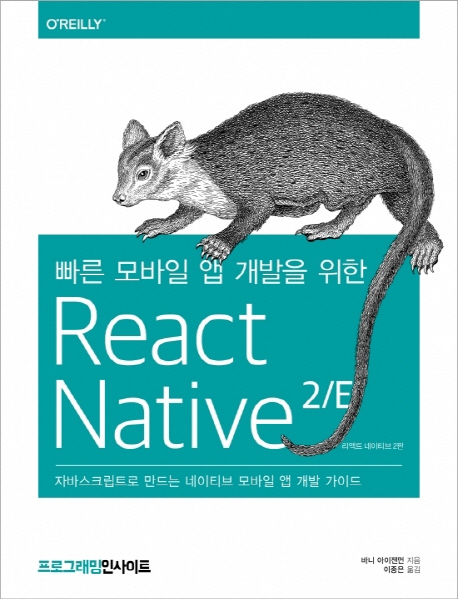 O'REILLY®
빠른 모바일 앱 개발을 위한
React
Native 2/E
리액트 네이티브 2판
자바스크립트로 만드는 네이티브 모바일 앱 개발 가이드
바니 아이젠먼 지음
이종은 옮김
프로그래밍인사이트